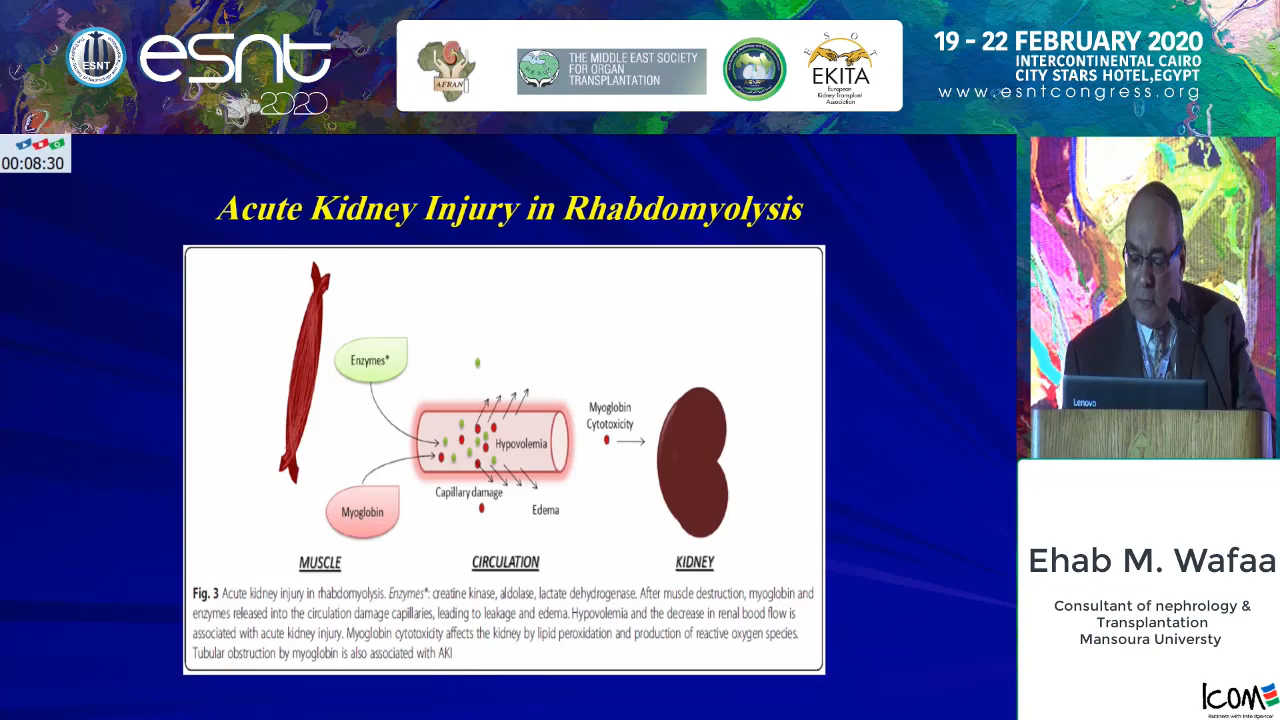 ESNT
esnt
2020
AFRAN
THE MIDDLE EAST SOCIETY
FOR ORGAN
TRANSPLANTATION
E S O T
EKITA
European
Kidney Transplant
Association
19 - 22 FEBRUARY 2020
INTERCONTINENTAL CAIRO
CITY STARS HOTEL,EGYPT
www.esntcongress.org
00:08:30
Acute Kidney Injury in Rhabdomyolysis
Enzymes*
Myoglobin
Cytotoxicity
Hypovolemia
Capillary damage
Edema
Myoglobin
MUSCLE
CIRCULATION
KIDNEY
Fig. 3 Acute kidney injury in rhabdomyolysis. Enzymes*: creatine kinase, aldolase, lactate dehydrogenase. After muscle destruction, myoglobin and
enzymes released into the circulation damage capillaries, leading to leakage and edema. Hypovolemia and the decrease in renal bood flow is
associated with acute kidney injury. Myoglobin cytotoxicity affects the kidney by lipid peroxidation and production of reactive oxygen species.
Tubular obstruction by myoglobin is also associated with AKI
Lenovo
Ehab M. Wafaa
Consultant of nephrology &
Transplantation
Mansoura Universty
ICOM
Business with Intelligence!